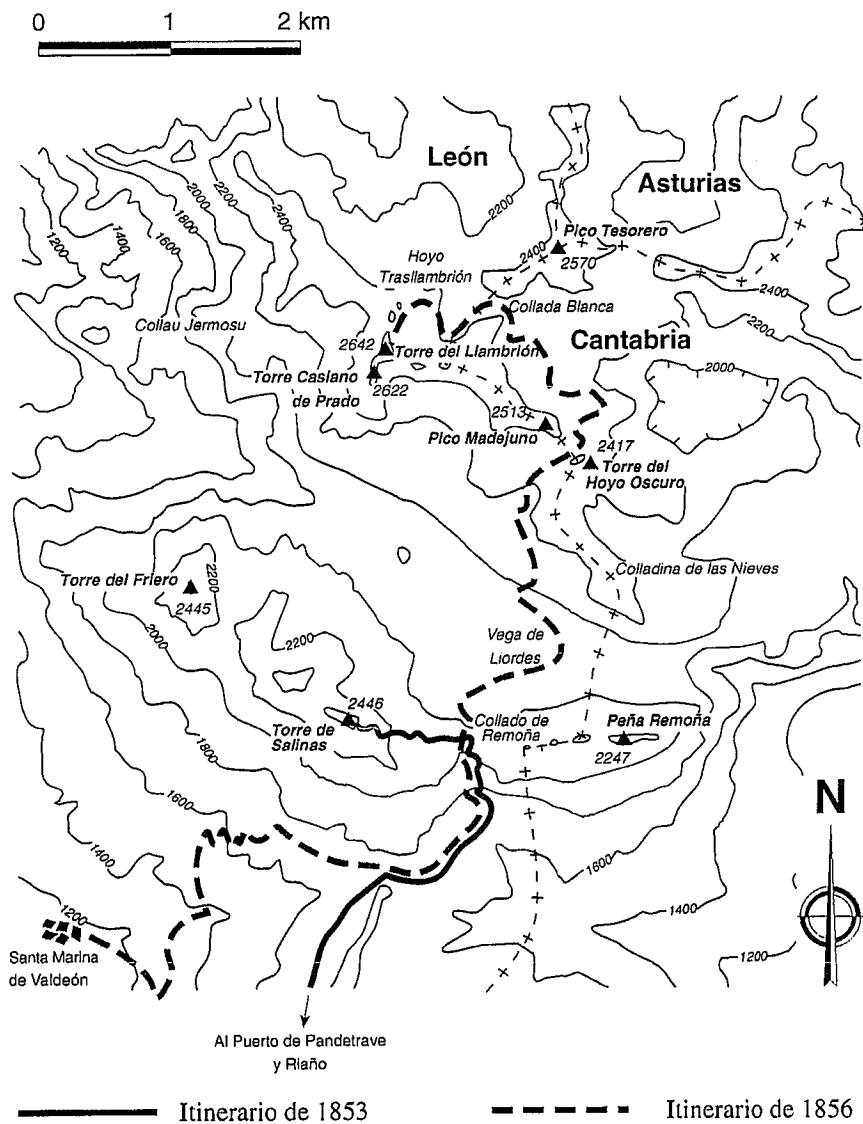 0 1 2 km
León
Asturias
2000
2200
1800
2400
1200
1400
1600
2200
Pico Tesorero
2400
2570
Hoyo
Trasllambrión
2400
Collada Blanca
2200
Collau Jermosu
Cantabria
2642
Torre del Llambrión
Torre Casiano
de Prado
2622
2000
2513
Pico Madejuno
2417
Torre del
Hoyo Oscuro
Torre del Friero
2200
2445
Colladina de las Nieves
2000
2200
Vega de
Liordes
2446
Torre de
Salinas
Collado de
Remoña
Peña Remoña
2247
1800
N
1600
1400
1600
1400
1200
1200
Santa Marina
de Valdeón
Al Puerto de Pandetrave
y Riaño
Itinerario de 1853
Itinerario de 1856